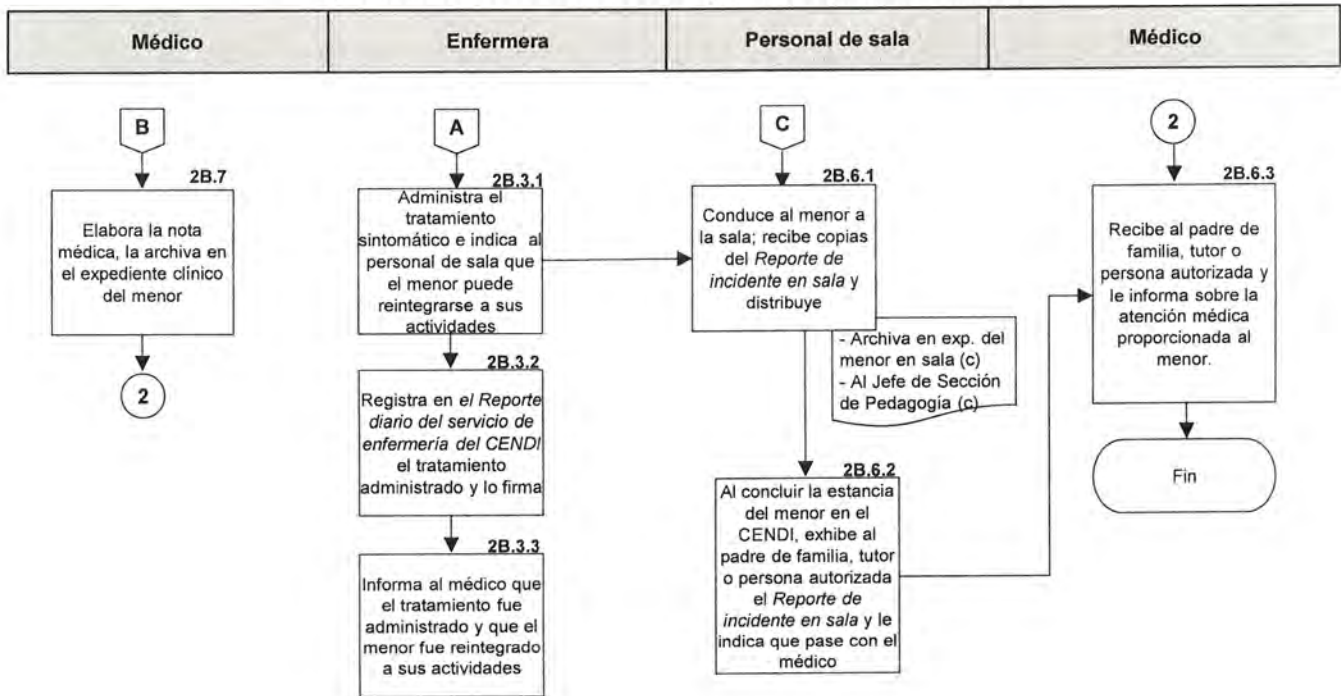 Médico
Enfermera
Personal de sala
Médico
B
2B.7
Elabora la nota
médica, la archiva en
el expediente clínico
del menor
2
A
2B.3.1
Administra el
tratamiento
sintomático e indica al
personal de sala que
el menor puede
reintegrarse a sus
actividades
2B.3.2
Registra en el Reporte
diario del servicio de
enfermería del CENDI
el tratamiento
administrado y lo firma
2B.3.3
Informa al médico que
el tratamiento fue
administrado y que el
menor fue reintegrado
a sus actividades
C
2B.6.1
Conduce al menor a
la sala; recibe copias
del Reporte de
incidente en sala y
distribuye
- Archiva en exp. del
menor en sala (c)
- Al Jefe de Sección
de Pedagogía (c)
2B.6.2
Al concluir la estancia
del menor en el
CENDI, exhibe al
padre de familia, tutor
o persona autorizada
el Reporte de
incidente en sala y le
indica que pase con el
médico
2
2B.6.3
Recibe al padre de
familia, tutor o
persona autorizada y
le informa sobre la
atención médica
proporcionada al
menor.
Fin